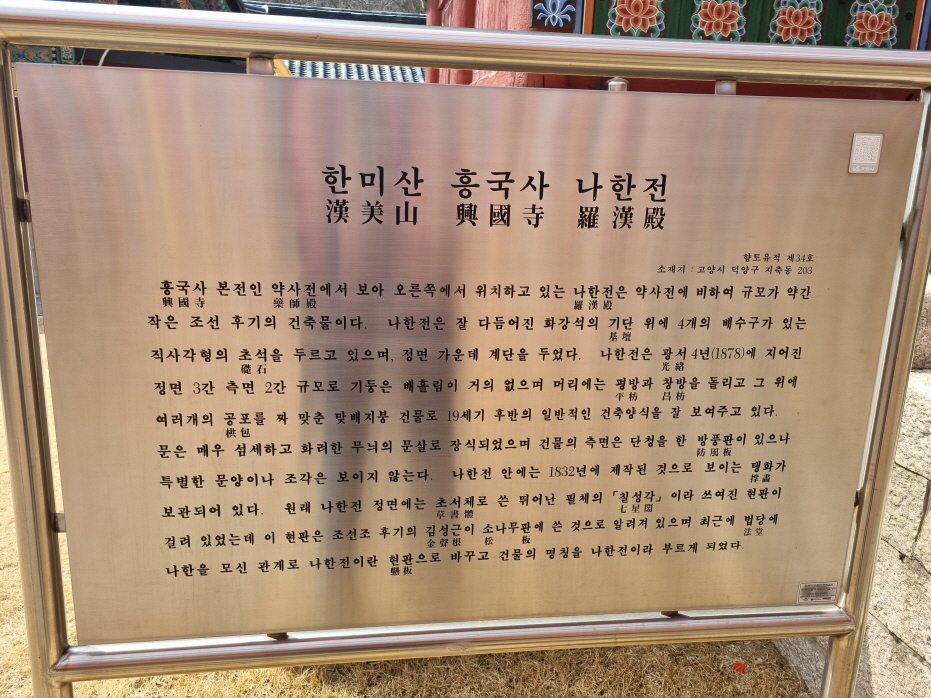 한미산 흥국사 나한전
漢美山 興國寺 羅漢殿
향토유적 제34호
소재지 : 고양시 덕양구 지축동 203
흥국사 본전인 약사전에서 보아 오른쪽에서 위치하고 있는 나한전은 약사전에 비하여 규모가 약간
興國寺 藥師殿 羅漢殿
작은 조선 후기의 건축물이다. 나한전은 잘 다듬어진 화강석의 기단 위에 4개의 배수구가 있는
基壇
직사각형의 초석을 두르고 있으며, 정면 가운데 계단을 두었다. 나한전은 광서 4년(1878)에 지어진
礎石 光緖
정면 3간 측면 2간 규모로 기둥은 배흘림이 거의 없으며 머리에는 평방과 창방을 돌리고 그 위에
平枋 昌枋
여러개의 공포를 짜 맞춘 맞배지붕 건물로 19세기 후반의 일반적인 건축양식을 잘 보여주고 있다.
栱包
문은 매우 섬세하고 화려한 무늬의 문살로 장식되었으며 건물의 측면은 단청을 한 방풍판이 있으나
防風板
특별한 문양이나 조각은 보이지 않는다. 나한전 안에는 1832년에 제작된 것으로 보이는 탱화가
보관되어 있다. 원래 나한전 정면에는 초서체로 쓴 뛰어난 필체의 「칠성각」이라 쓰여진 현판이
草書體 七星閣
걸려 있었는데 이 현판은 조선조 후기의 김성근이 소나무판에 쓴 것으로 알려져 있으며 최근에 법당에
金聲根 松 板 法堂
나한을 모신 관계로 나한전이란 현판으로 바꾸고 건물의 명칭을 나한전이라 부르게 되었다.
懸板